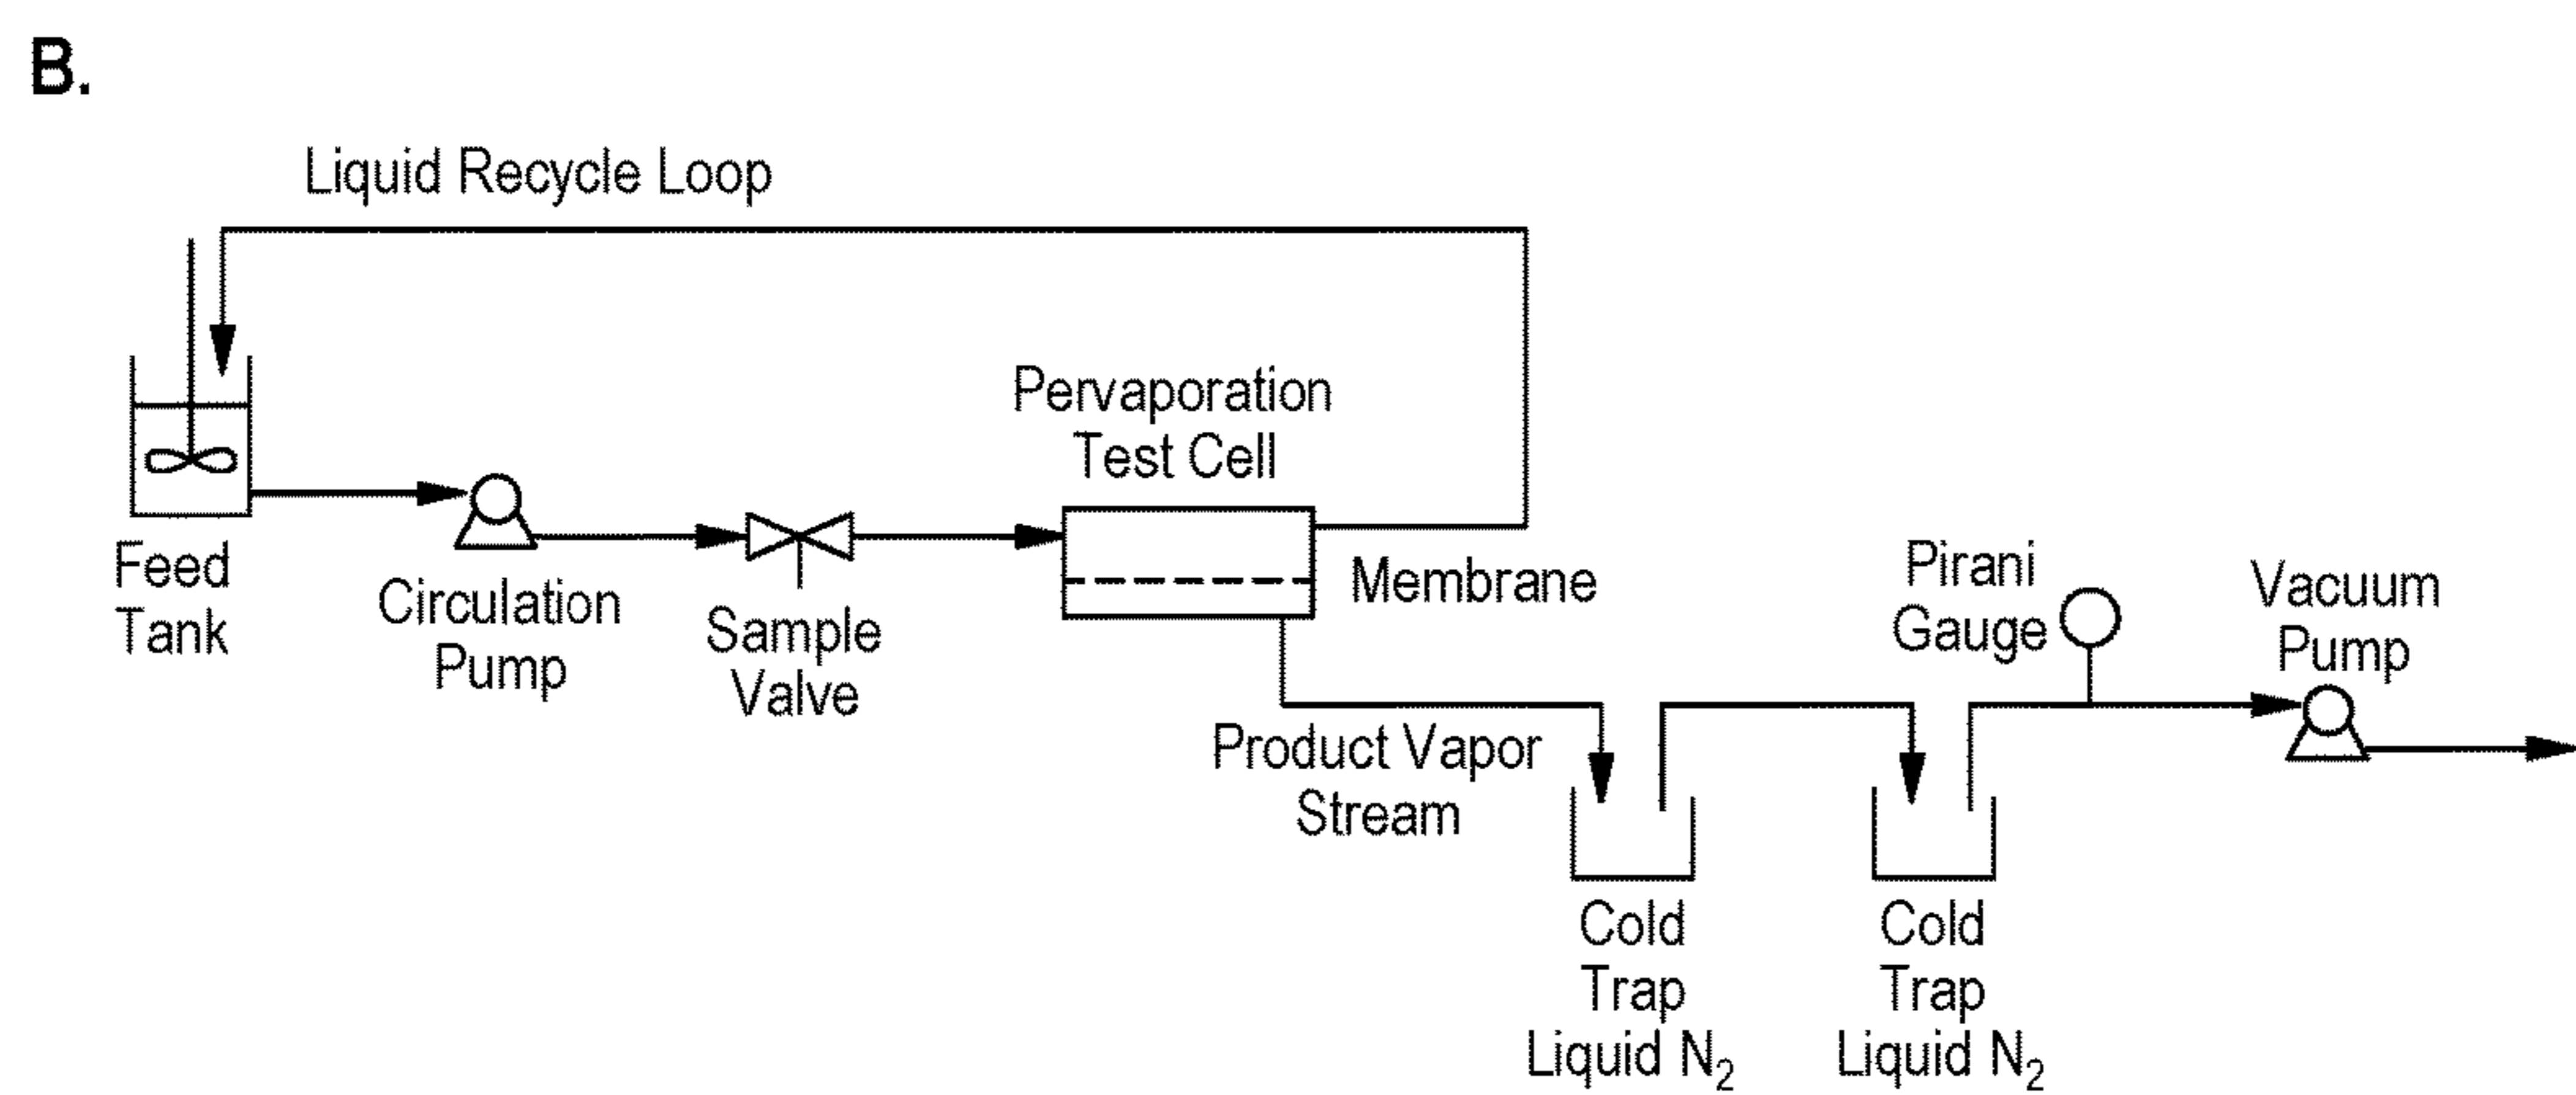 B.
Liquid Recycle Loop
Pervaporation
Test Cell
Feed
Tank
Circulation
Pump
Sample
Valve
Membrane
Product Vapor
Stream
Pirani
Gauge
Vacuum
Pump
Cold
Trap
Liquid N₂
Cold
Trap
Liquid N₂